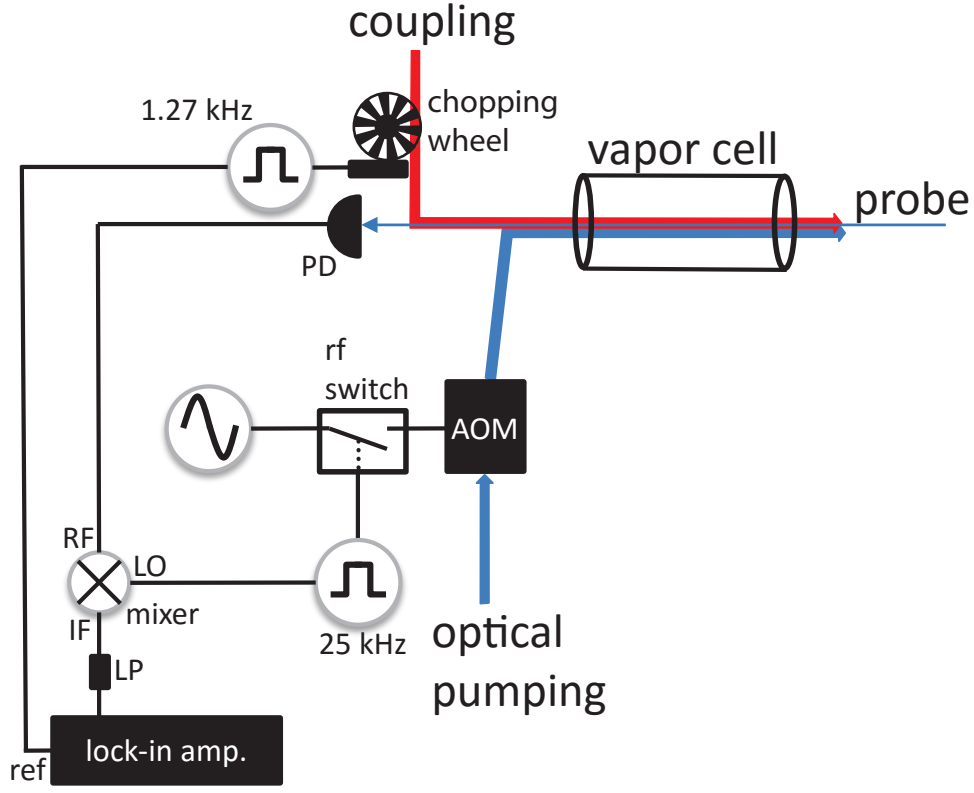 coupling
1.27 kHz
chopping
wheel
vapor cell
probe
PD
rf
switch
AOM
RF
LO
mixer
IF
25 kHz
LP
optical
pumping
lock-in amp.
ref